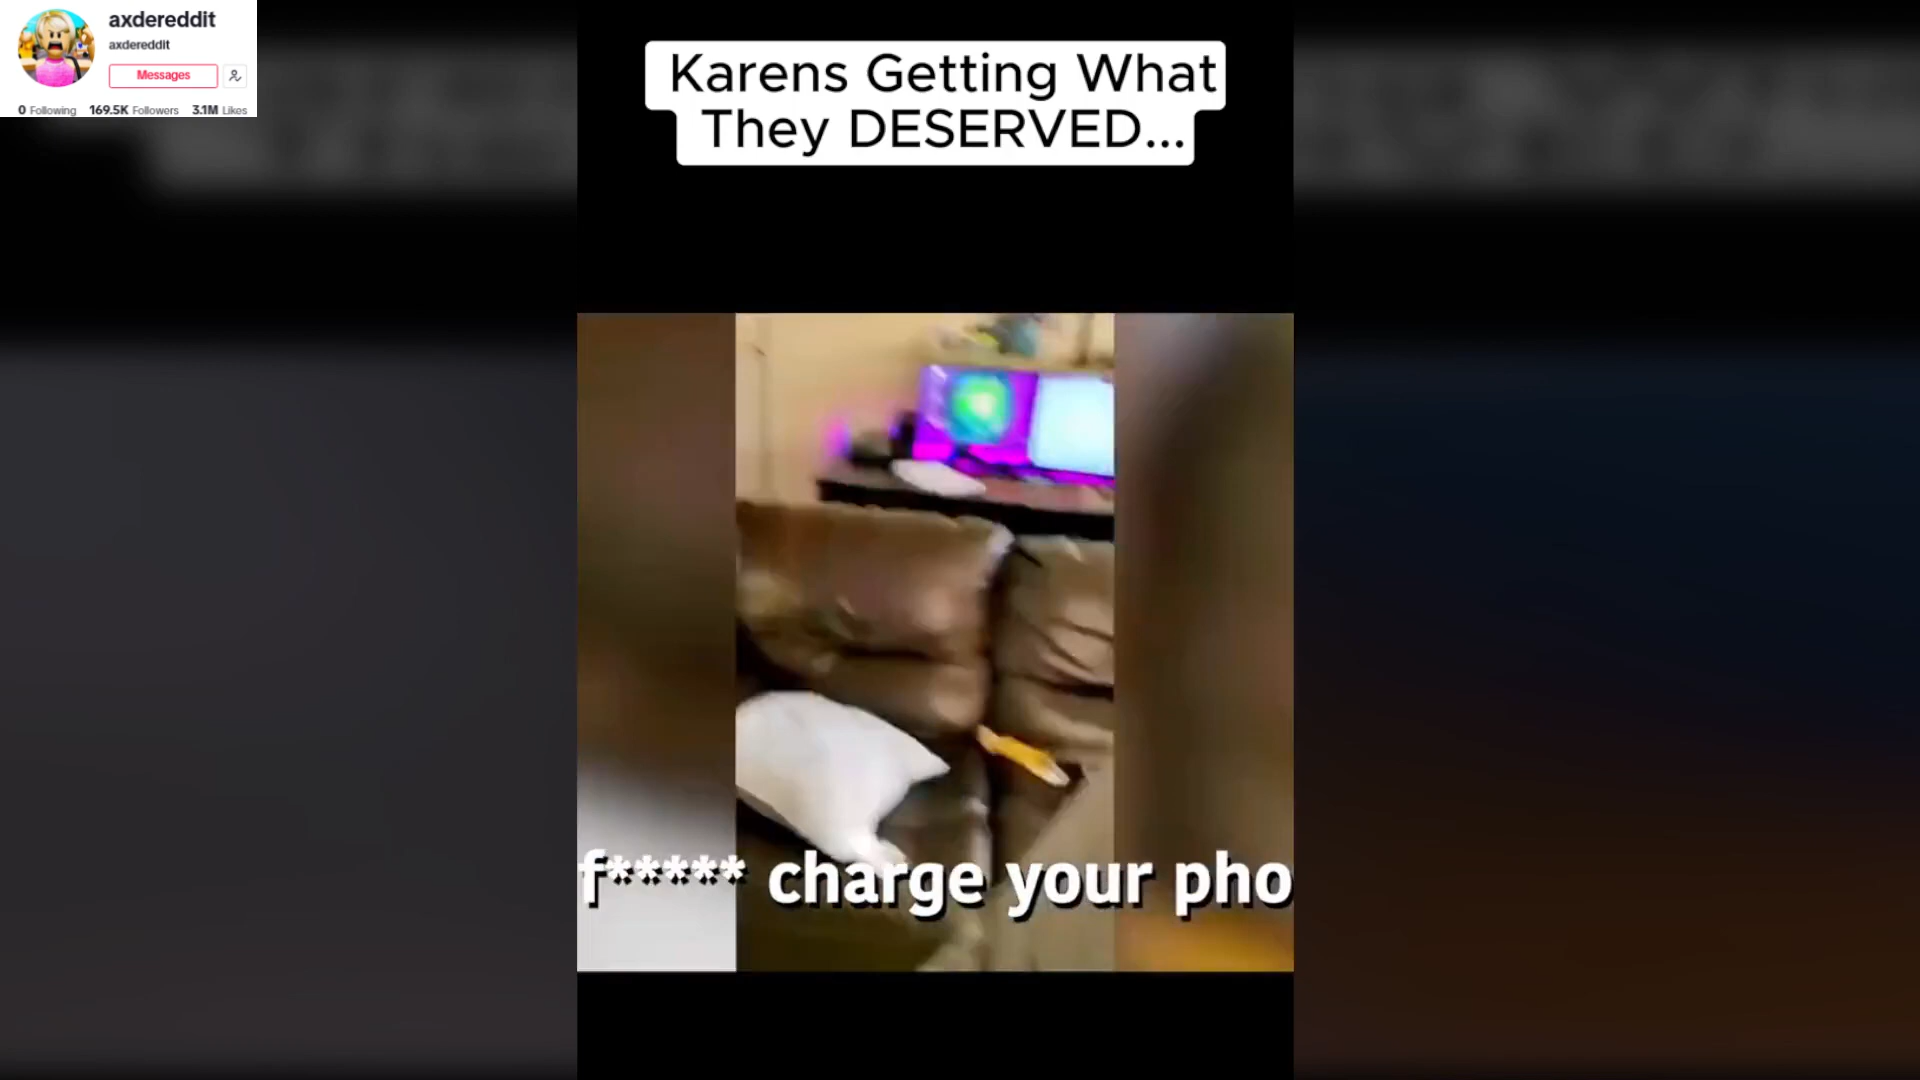 axdereddit
axdereddit
Messages
0 Following 169.5K Followers 3.1M Likes
Karens Getting What
They DESERVED...
f***** charge your pho